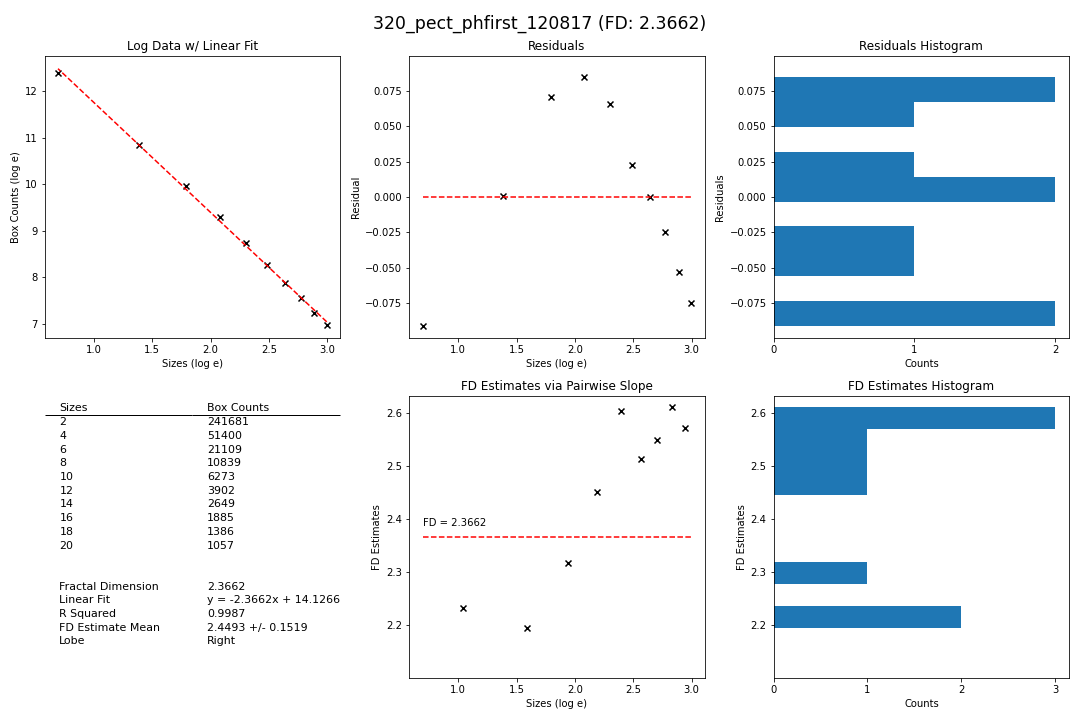 320_pect_phfirst_120817 (FD: 2.3662)
Log Data w/ Linear Fit
12
11
10
9
8
7
Box Counts (log e)
1.0 1.5 2.0 2.5 3.0
Sizes (log e)
Residuals
0.075
0.050
0.025
0.000
−0.025
−0.050
−0.075
Residual
1.0 1.5 2.0 2.5 3.0
Sizes (log e)
Residuals Histogram
0.075
0.050
0.025
0.000
−0.025
−0.050
−0.075
Residuals
0 1 2
Counts
Sizes Box Counts
2 241681
4 51400
6 21109
8 10839
10 6273
12 3902
14 2649
16 1885
18 1386
20 1057
Fractal Dimension 2.3662
Linear Fit y = -2.3662x + 14.1266
R Squared 0.9987
FD Estimate Mean 2.4493 +/- 0.1519
Lobe Right
FD Estimates via Pairwise Slope
2.6
2.5
2.4
2.3
2.2
FD Estimates
FD = 2.3662
1.0 1.5 2.0 2.5 3.0
Sizes (log e)
FD Estimates Histogram
2.6
2.5
2.4
2.3
2.2
FD Estimates
0 1 2 3
Counts